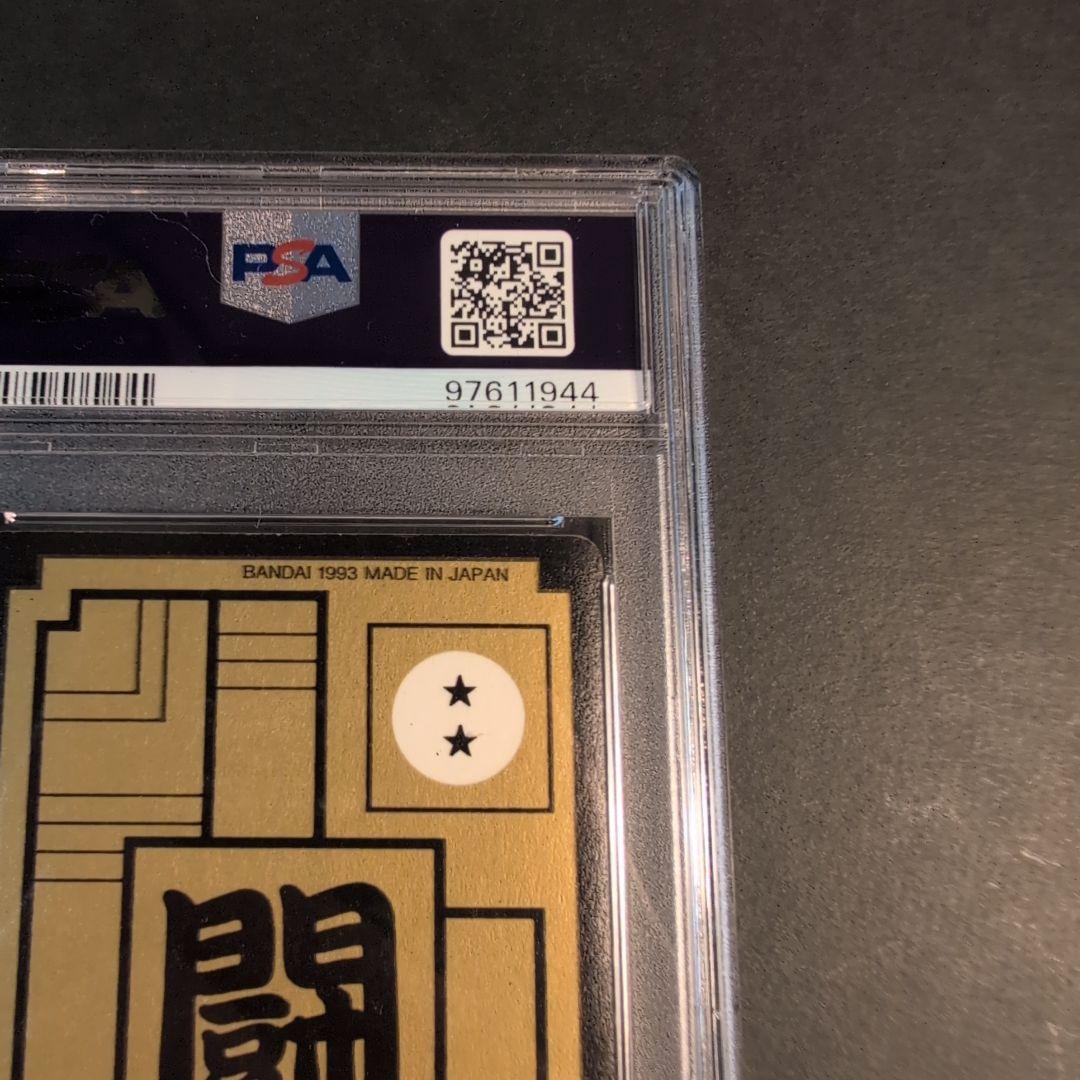 PSA
97611944
BANDAI 1993 MADE IN JAPAN
闘